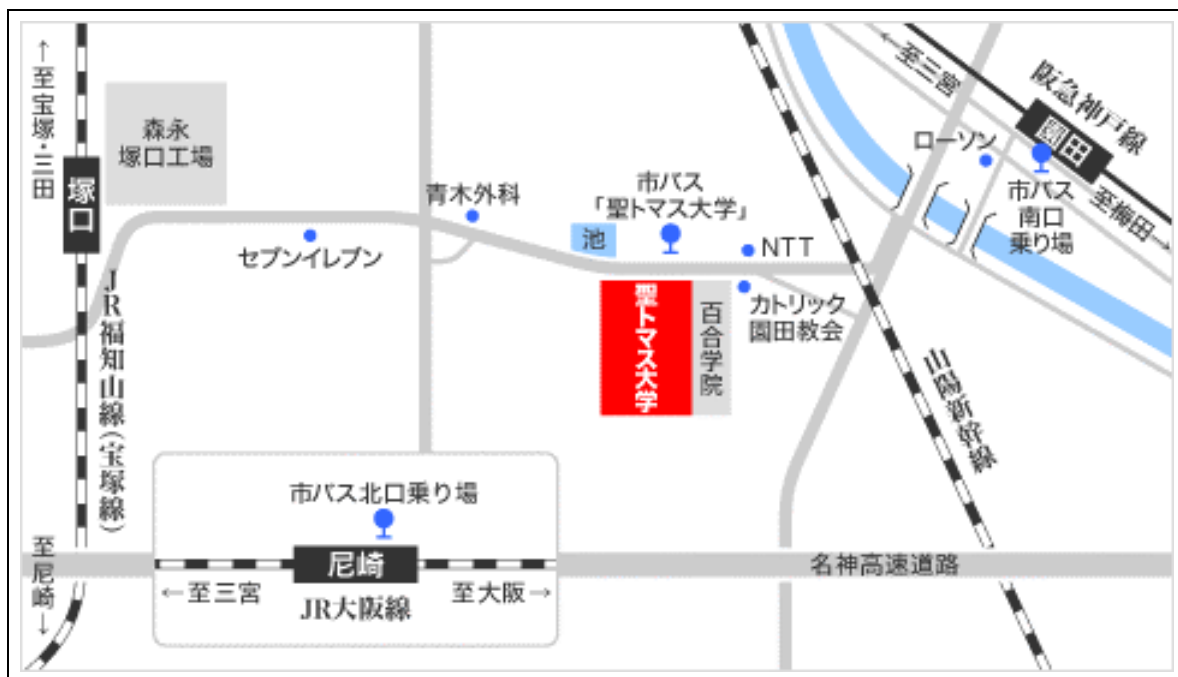 ↑至宝塚・三田
森永
塚口工場
塚口
JR福知山線(宝塚線)
至尼崎↓
セブンイレブン
青木外科
池
市バス
「聖トマス大学」
NTT
カトリック
園田教会
聖トマス大学
百合学院
←至三宮
阪急神戸線
園田
ローソン
市バス
南口
乗り場
至梅田→
山陽新幹線
名神高速道路
市バス北口乗り場
尼崎
←至三宮
至大阪→
JR大阪線